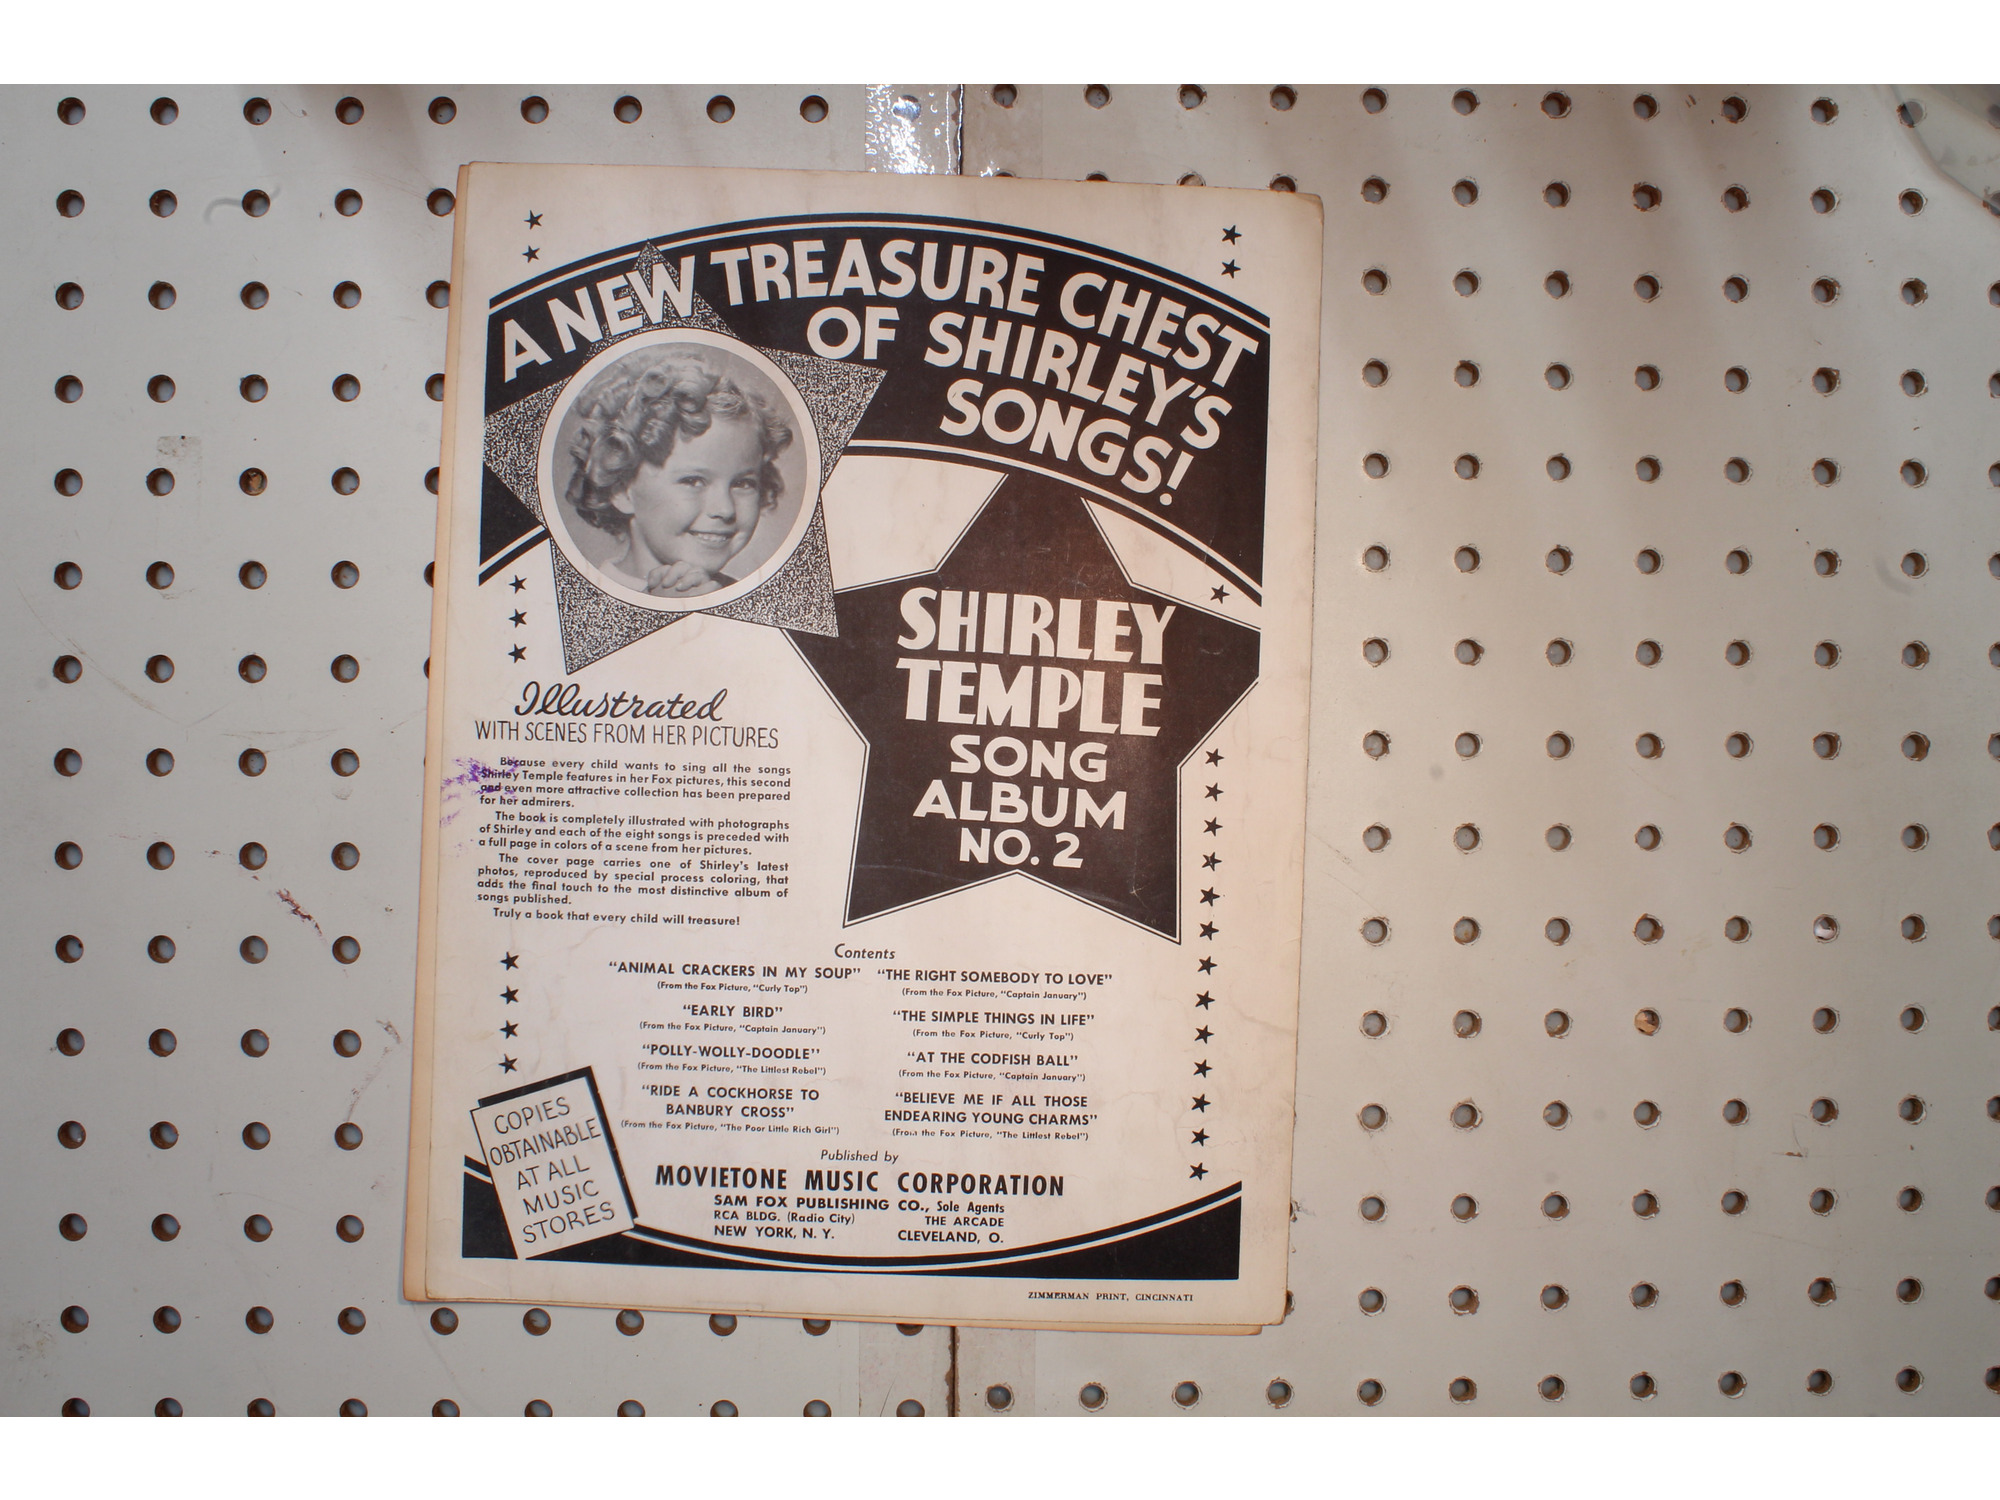 A NEW TREASURE CHEST
OF SHIRLEY'S
SONGS!
SHIRLEY
TEMPLE
SONG
ALBUM
NO. 2
Illustrated
WITH SCENES FROM HER PICTURES
Because every child wants to sing all the songs
Shirley Temple features in her Fox pictures, this second
and even more attractive collection has been prepared
for her admirers.
The book is completely illustrated with photographs
of Shirley and each of the eight songs is preceded with
a full page in colors of a scene from her pictures.
The cover page carries one of Shirley's latest
photos, reproduced by special process coloring, that
adds the final touch to the most distinctive album of
songs published.
Truly a book that every child will treasure!
Contents
"ANIMAL CRACKERS IN MY SOUP"
(From the Fox Picture, "Curly Top")
"EARLY BIRD"
(From the Fox Picture, "Captain January")
"POLLY-WOLLY-DOODLE"
(From the Fox Picture, "The Littlest Rebel")
"RIDE A COCKHORSE TO
BANBURY CROSS"
(From the Fox Picture, "The Poor Little Rich Girl")
"THE RIGHT SOMEBODY TO LOVE"
(From the Fox Picture, "Captain January")
"THE SIMPLE THINGS IN LIFE"
(From the Fox Picture, "Curly Top")
"AT THE CODFISH BALL"
(From the Fox Picture, "Captain January")
"BELIEVE ME IF ALL THOSE
ENDEARING YOUNG CHARMS"
(From the Fox Picture, "The Littlest Rebel")
COPIES
OBTAINABLE
AT ALL
MUSIC
STORES
Published by
MOVIETONE MUSIC CORPORATION
SAM FOX PUBLISHING CO., Sole Agents
RCA BLDG. (Radio City) THE ARCADE
NEW YORK, N. Y. CLEVELAND, O.
ZIMMERMAN PRINT, CINCINNATI